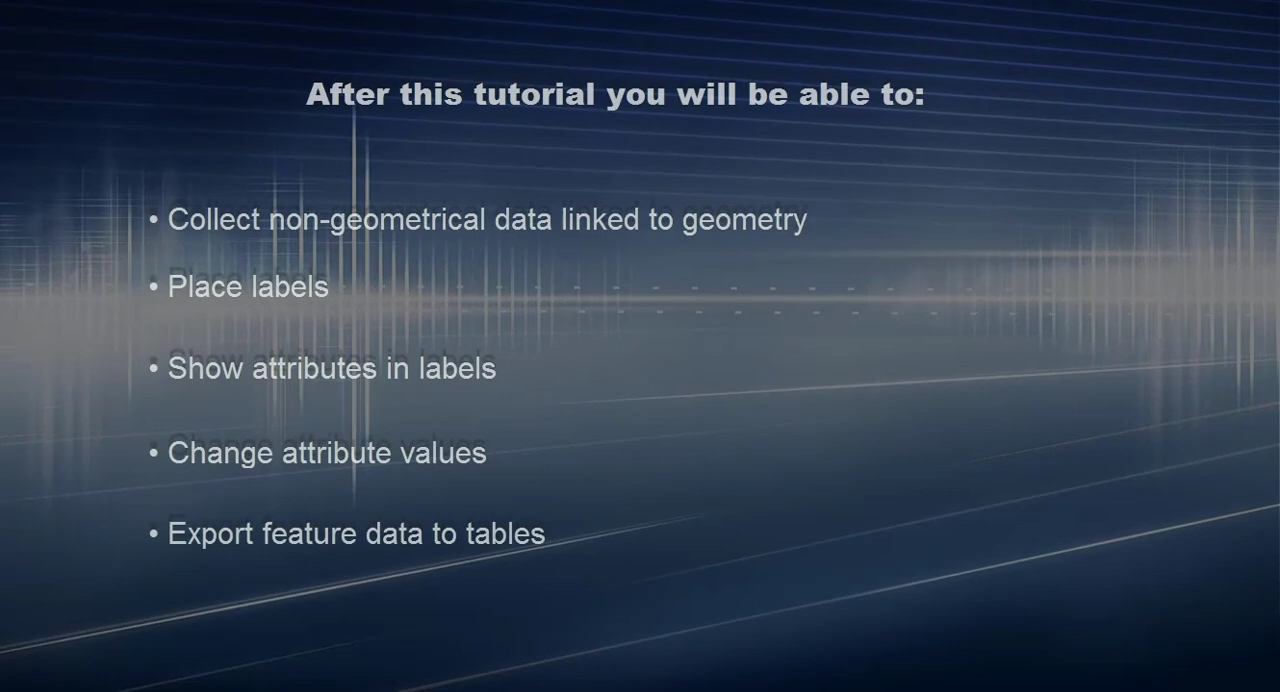 After this tutorial you will be able to:
• Collect non-geometrical data linked to geometry
• Place labels
• Show attributes in labels
• Change attribute values
• Export feature data to tables